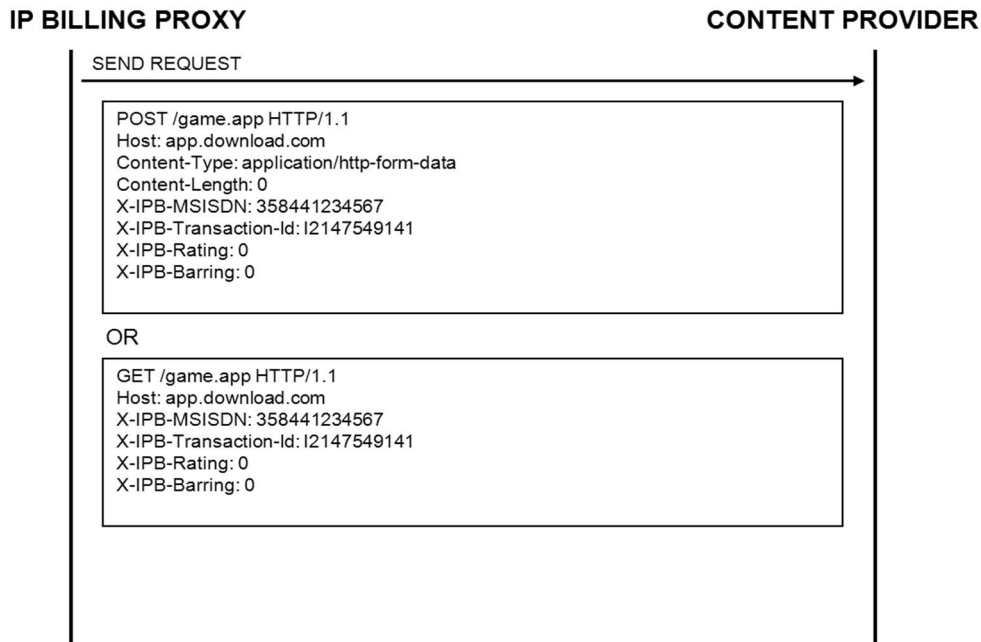 IP BILLING PROXY
CONTENT PROVIDER
SEND REQUEST
POST /game.app HTTP/1.1
Host: app.download.com
Content-Type: application/http-form-data
Content-Length: 0
X-IPB-MSISDN: 358441234567
X-IPB-Transaction-Id: I2147549141
X-IPB-Rating: 0
X-IPB-Barring: 0
OR
GET /game.app HTTP/1.1
Host: app.download.com
X-IPB-MSISDN: 358441234567
X-IPB-Transaction-Id: I2147549141
X-IPB-Rating: 0
X-IPB-Barring: 0